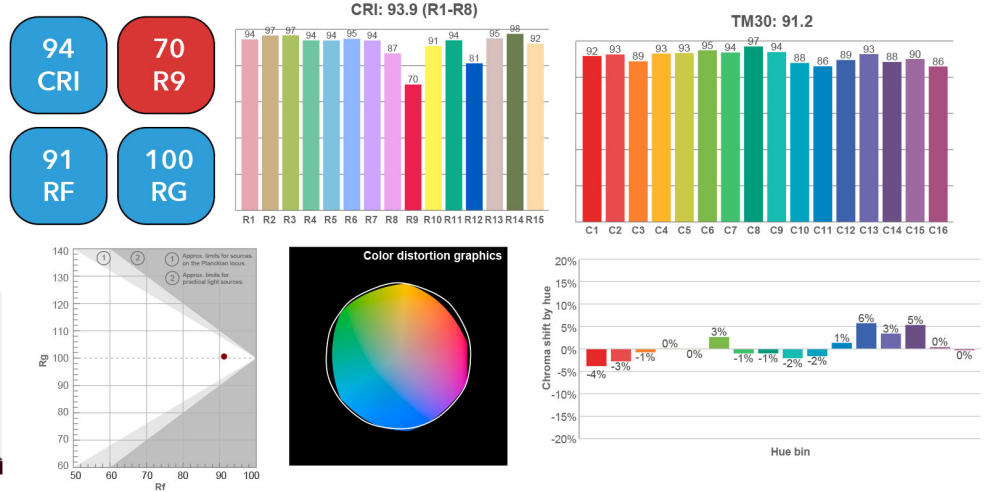 94
CRI
70
R9
91
RF
100
RG
CRI: 93.9 (R1-R8)
94 97 97 94 94 95 94 87 70 91 94 81 95 98 92
R1 R2 R3 R4 R5 R6 R7 R8 R9 R10 R11 R12 R13 R14 R15
TM30: 91.2
92 93 89 93 93 95 94 97 94 88 86 89 93 88 90 86
C1 C2 C3 C4 C5 C6 C7 C8 C9 C10 C11 C12 C13 C14 C15 C16
140
130
120
110
100
90
80
70
60
Rg
1 2
1 Approx. limits for sources
on the Planckian locus.
2 Approx. limits for
practical light sources.
50 60 70 80 90 100
Rf
Color distortion graphics
Chroma shift by hue
20%
15%
10%
5%
0%
-5%
-10%
-15%
-20%
-4% -3% -1% 0% 0% 3% -1% -1% -2% -2% 1% 6% 3% 5% 0% 0%
Hue bin